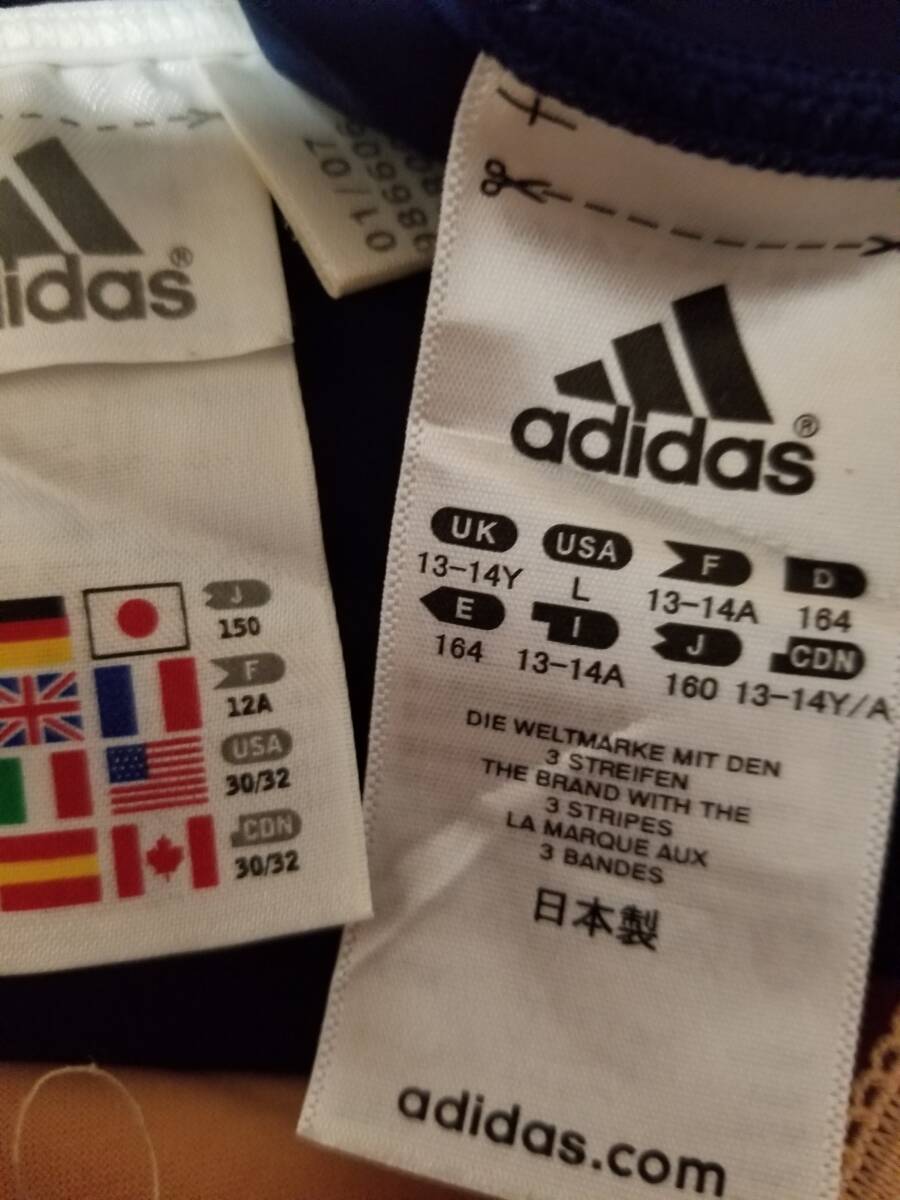 adidas®
J
150
F
12A
USA
30/32
CDN
30/32
01/07
adidas®
UK USA F D
13-14Y L 13-14A 164
E I J CDN
164 13-14A 160 13-14Y/A
DIE WELTMARKE MIT DEN
3 STREIFEN
THE BRAND WITH THE
3 STRIPES
LA MARQUE AUX
3 BANDES
日本製
adidas.com